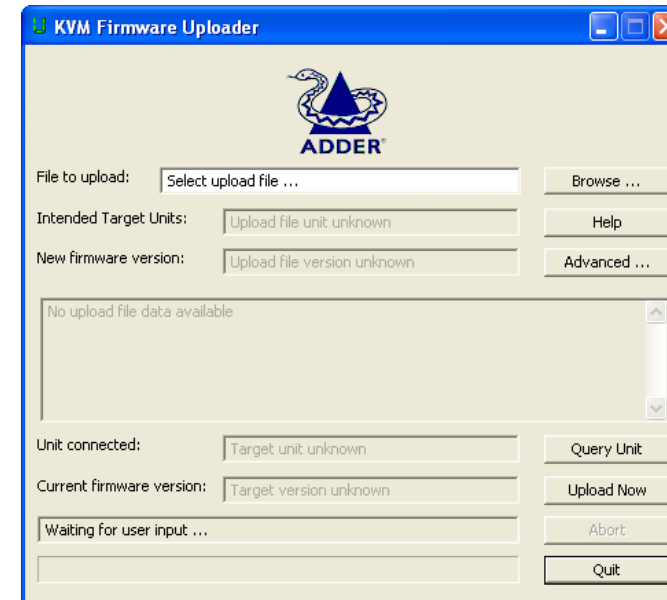 KVM Firmware Uploader
ADDER®
File to upload: Select upload file ... Browse ...
Intended Target Units: Upload file unit unknown Help
New firmware version: Upload file version unknown Advanced ...
No upload file data available
Unit connected: Target unit unknown Query Unit
Current firmware version: Target version unknown Upload Now
Waiting for user input ... Abort
Quit